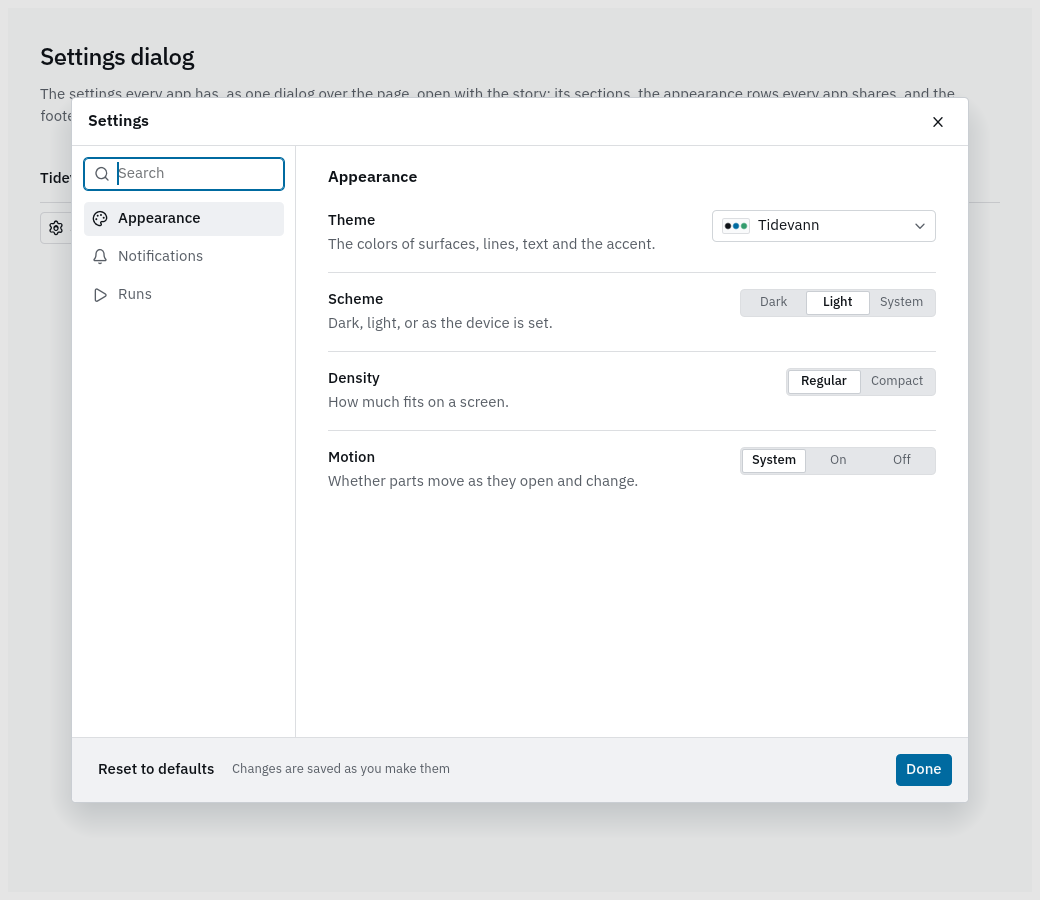 Settings dialog
The settings every app has, as one dialog over the page, open with the story: its sections, the appearance rows every app shares, and the
Settings
Search
Appearance
Notifications
Runs
Appearance
Theme
The colors of surfaces, lines, text and the accent.
Tidevann
Scheme
Dark, light, or as the device is set.
Dark Light System
Density
How much fits on a screen.
Regular Compact
Motion
Whether parts move as they open and change.
System On Off
Reset to defaults
Changes are saved as you make them
Done